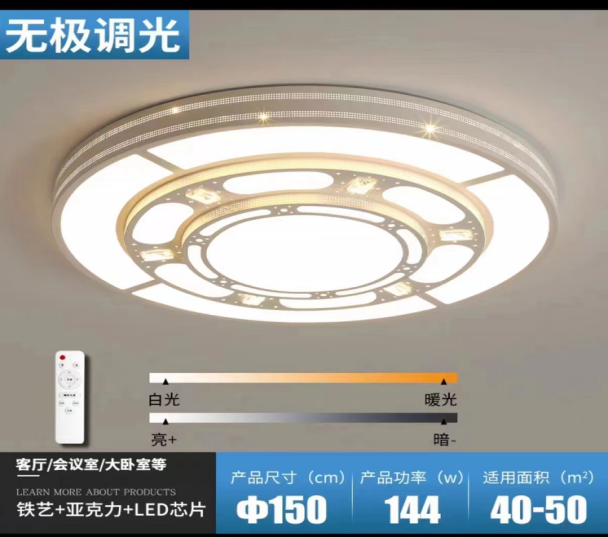 无极调光
白光 暖光
亮+ 暗-
客厅/会议室/大卧室等
LEARN MORE ABOUT PRODUCTS
铁艺+亚克力+LED芯片
产品尺寸（cm） 产品功率（w） 适用面积（m²）
Φ150 144 40-50